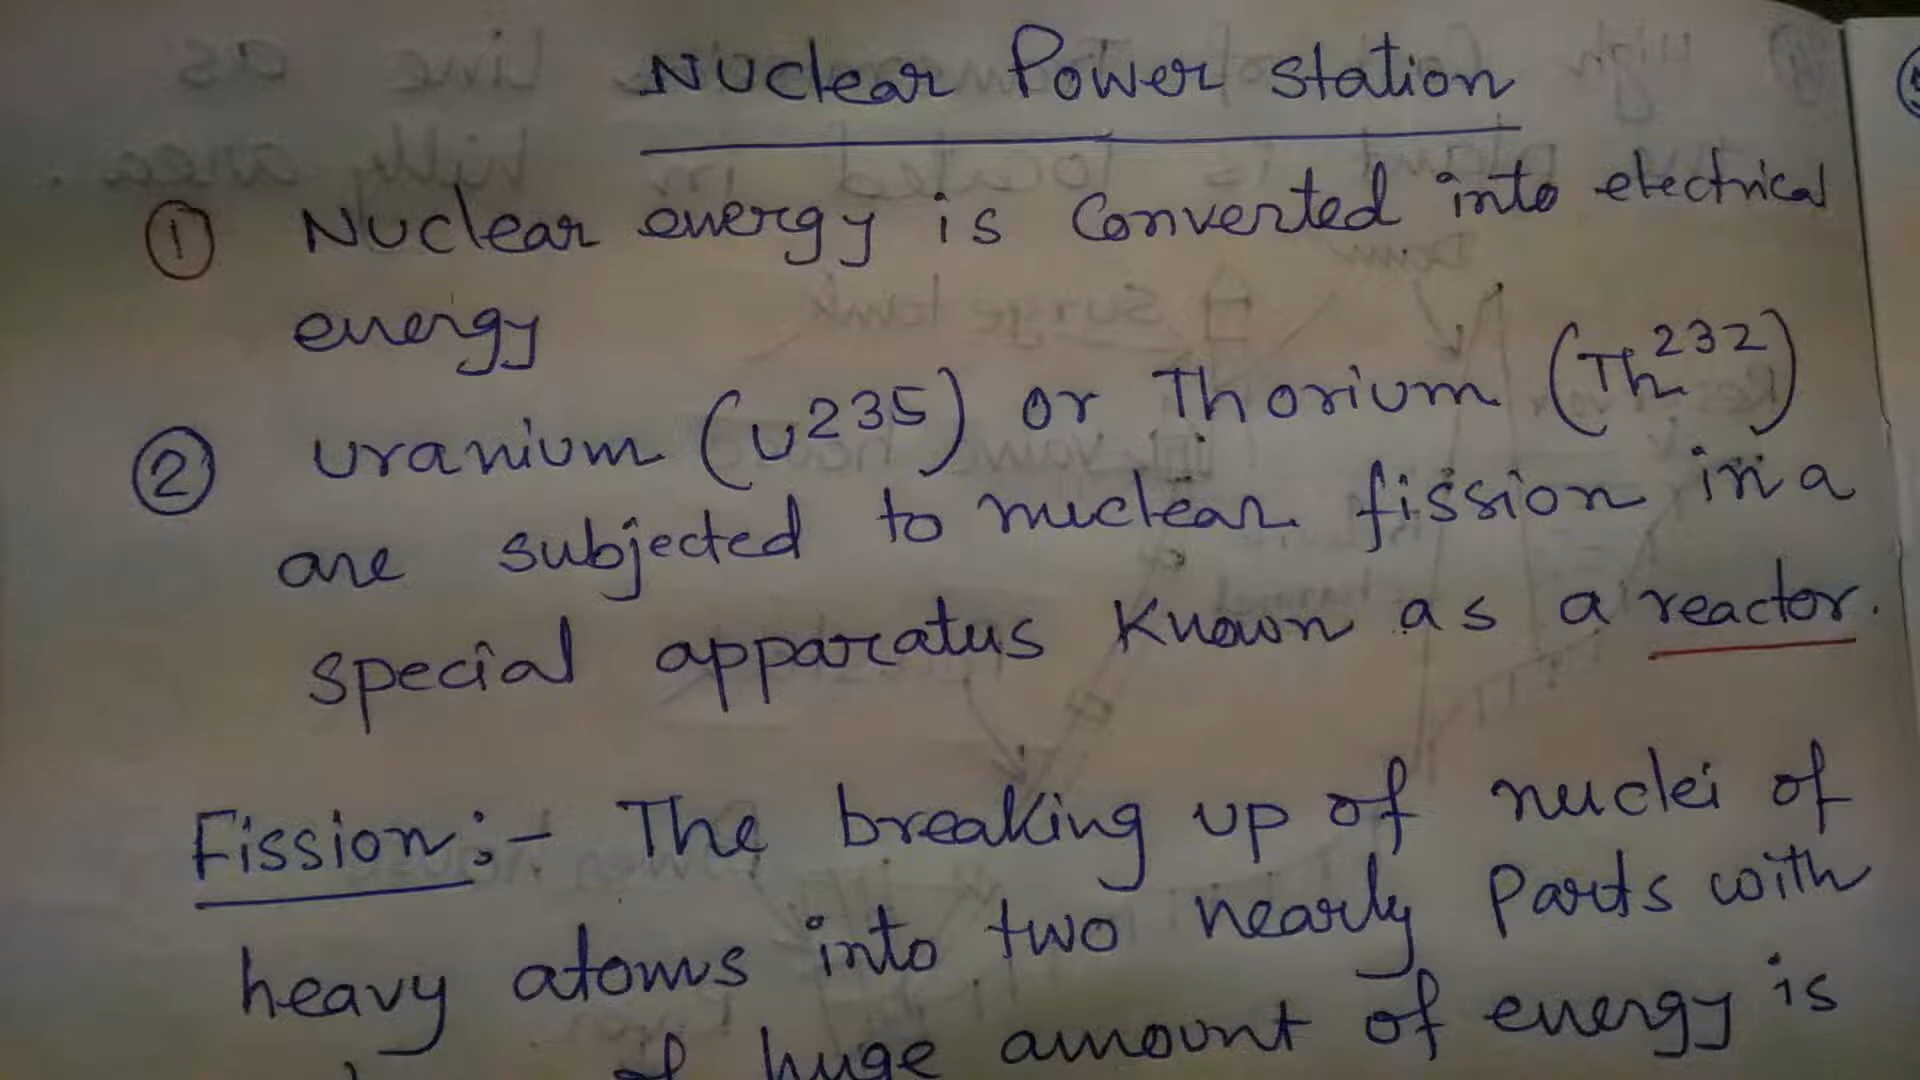 Nuclear Power station
① Nuclear energy is Converted into electrical
energy
② uranium (U²³⁵) or Thorium (Th²³²)
are subjected to nuclear fission in a
special apparatus Known as a reactor.
Fission:- The breaking up of nuclei of
heavy atoms into two nearly Parts with
huge amount of energy is